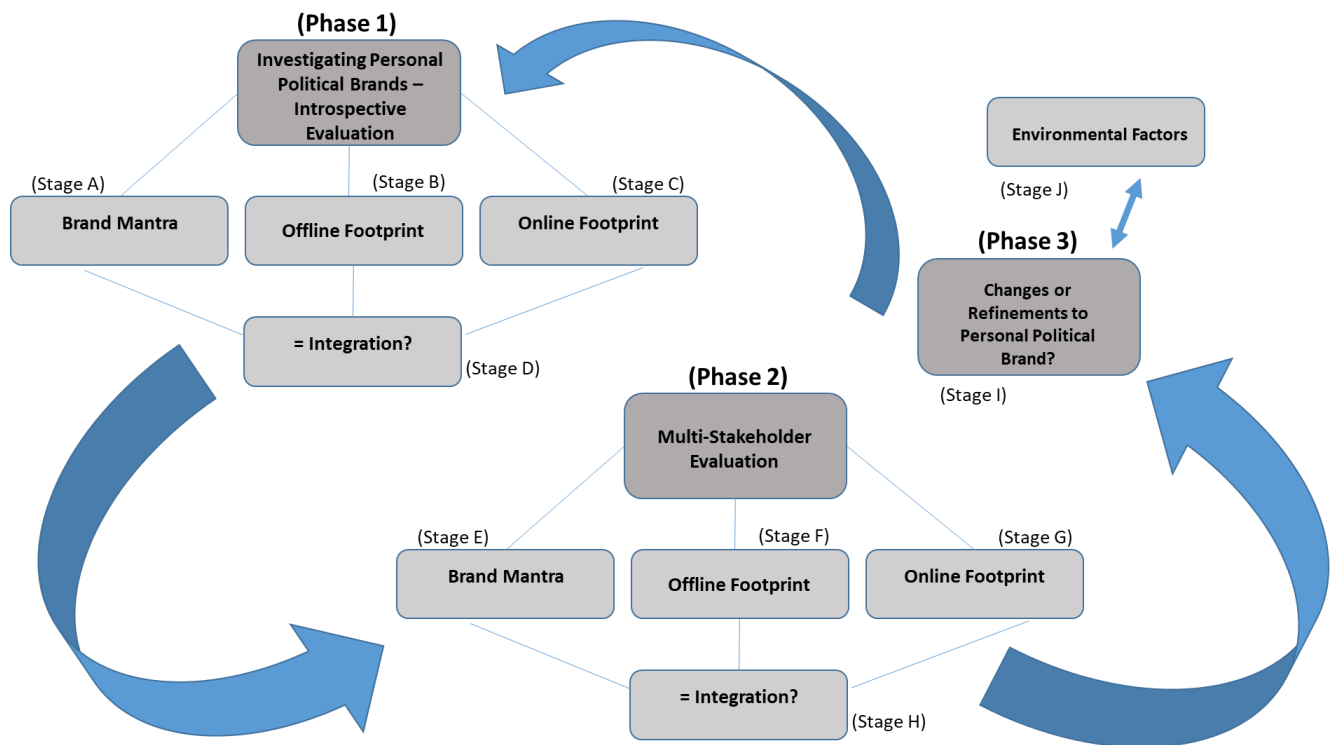 (Phase 1)
Investigating Personal
Political Brands –
Introspective
Evaluation
(Stage A)
(Stage B)
(Stage C)
Brand Mantra
Offline Footprint
Online Footprint
= Integration?
(Stage D)
Environmental Factors
(Stage J)
(Phase 3)
Changes or
Refinements to
Personal Political
Brand?
(Stage I)
(Phase 2)
Multi-Stakeholder
Evaluation
(Stage E)
(Stage F)
(Stage G)
Brand Mantra
Offline Footprint
Online Footprint
= Integration?
(Stage H)